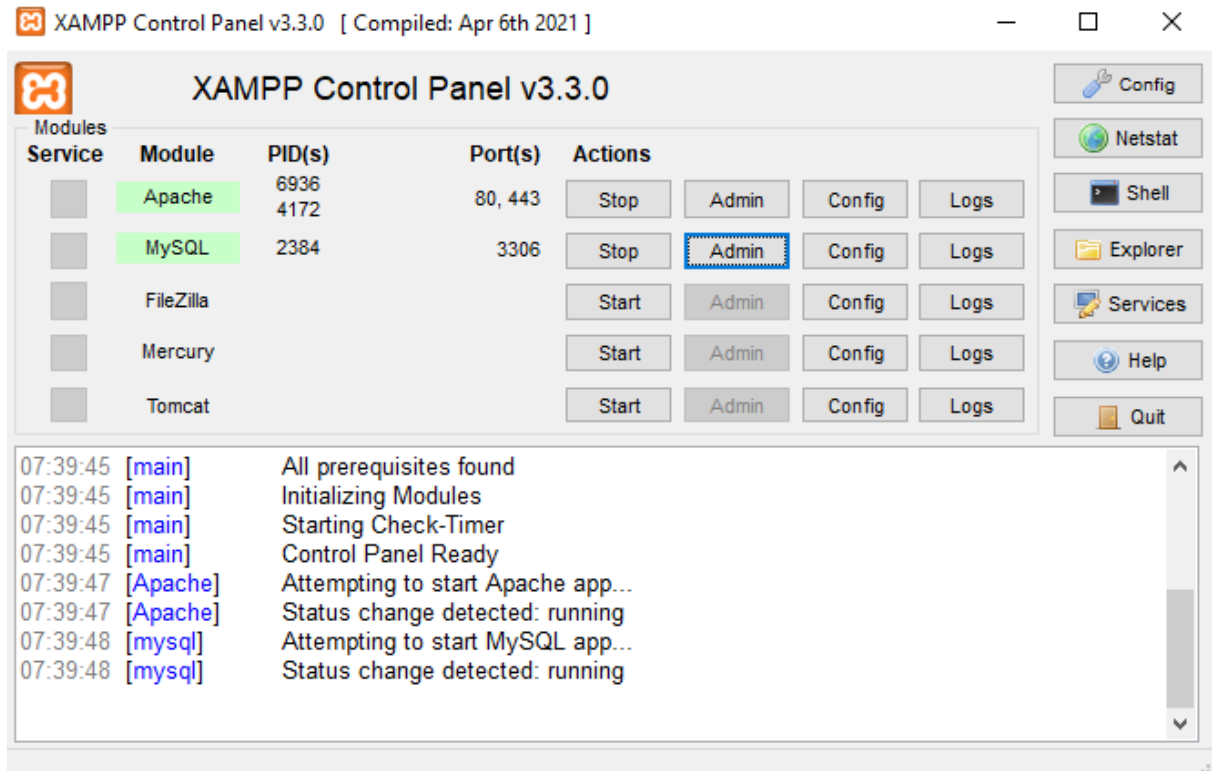 XAMPP Control Panel v3.3.0 [ Compiled: Apr 6th 2021 ]
XAMPP Control Panel v3.3.0
Config
Modules
Netstat
Service Module PID(s) Port(s) Actions
Apache 6936 4172 80, 443 Stop Admin Config Logs
Shell
MySQL 2384 3306 Stop Admin Config Logs
Explorer
FileZilla Start Admin Config Logs
Services
Mercury Start Admin Config Logs
Help
Tomcat Start Admin Config Logs
Quit
07:39:45 [main] All prerequisites found
07:39:45 [main] Initializing Modules
07:39:45 [main] Starting Check-Timer
07:39:45 [main] Control Panel Ready
07:39:47 [Apache] Attempting to start Apache app...
07:39:47 [Apache] Status change detected: running
07:39:48 [mysql] Attempting to start MySQL app...
07:39:48 [mysql] Status change detected: running